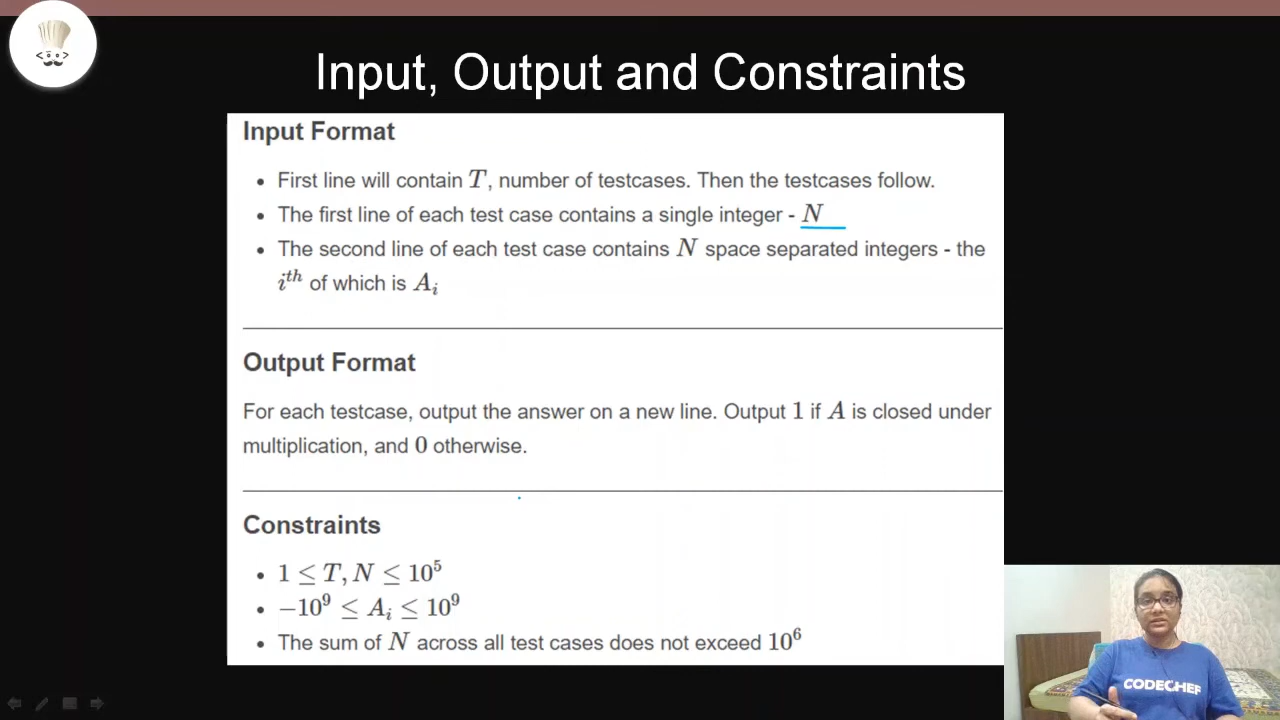 Input, Output and Constraints
Input Format
• First line will contain T, number of testcases. Then the testcases follow.
• The first line of each test case contains a single integer - N
• The second line of each test case contains N space separated integers - the
i^th of which is A_i
Output Format
For each testcase, output the answer on a new line. Output 1 if A is closed under
multiplication, and 0 otherwise.
Constraints
• 1 ≤ T, N ≤ 10^5
• −10^9 ≤ A_i ≤ 10^9
• The sum of N across all test cases does not exceed 10^6
CODECHEF